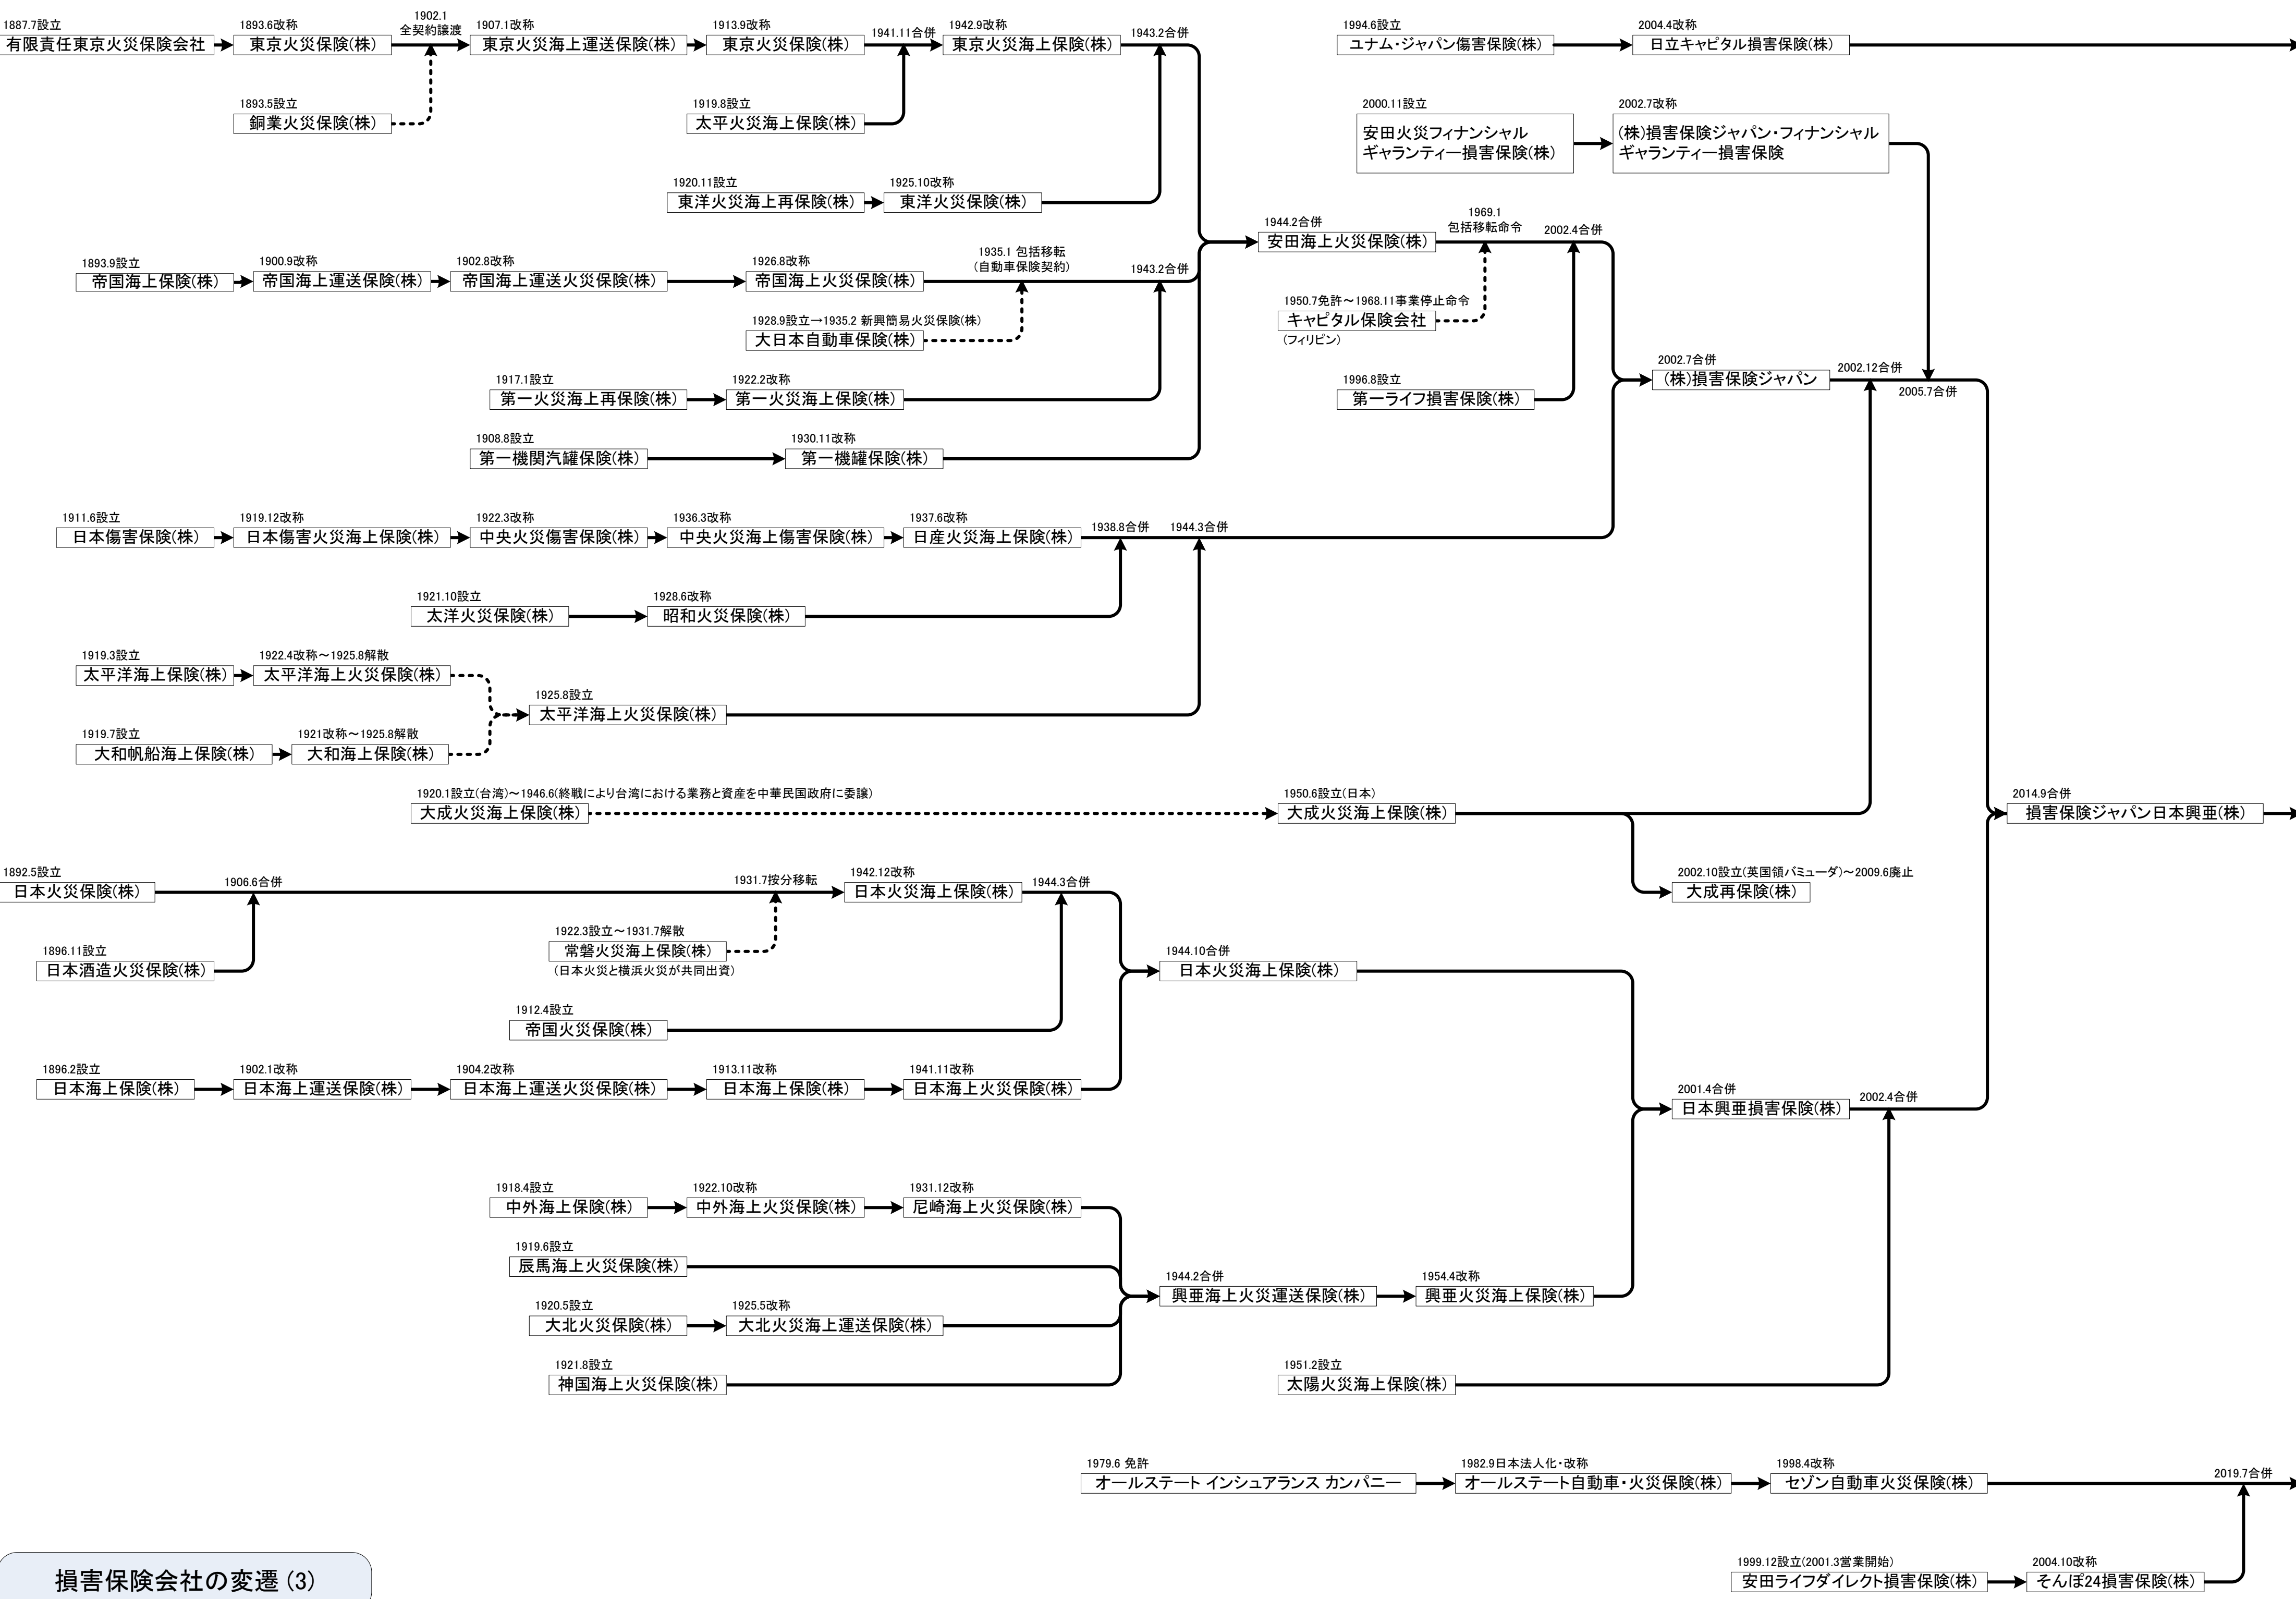 1887.7設立
有限責任東京火災保険会社
1893.6改称
東京火災保険(株)
1902.1
全契約譲渡
1907.1改称
東京火災海上運送保険(株)
1913.9改称
東京火災保険(株)
1941.11合併
1942.9改称
東京火災海上保険(株)
1943.2合併
1994.6設立
ユナム・ジャパン傷害保険(株)
2004.4改称
日立キャピタル損害保険(株)
1893.5設立
銅業火災保険(株)
1919.8設立
太平火災海上保険(株)
2000.11設立
安田火災フィナンシャル
ギャランティー損害保険(株)
2002.7改称
(株)損害保険ジャパン・フィナンシャル
ギャランティー損害保険
1920.11設立
東洋火災海上再保険(株)
1925.10改称
東洋火災保険(株)
1944.2合併
安田海上火災保険(株)
1969.1
包括移転命令
2002.4合併
1893.9設立
帝国海上保険(株)
1900.9改称
帝国海上運送保険(株)
1902.8改称
帝国海上運送火災保険(株)
1926.8改称
帝国海上火災保険(株)
1935.1 包括移転
(自動車保険契約)
1943.2合併
1928.9設立→1935.2 新興簡易火災保険(株)
大日本自動車保険(株)
1950.7免許～1968.11事業停止命令
キャピタル保険会社
(フィリピン)
1917.1設立
第一火災海上再保険(株)
1922.2改称
第一火災海上保険(株)
1996.8設立
第一ライフ損害保険(株)
2002.7合併
(株)損害保険ジャパン
2002.12合併
2005.7合併
1908.8設立
第一機関汽罐保険(株)
1930.11改称
第一機罐保険(株)
1911.6設立
日本傷害保険(株)
1919.12改称
日本傷害火災海上保険(株)
1922.3改称
中央火災傷害保険(株)
1936.3改称
中央火災海上傷害保険(株)
1937.6改称
日産火災海上保険(株)
1938.8合併
1944.3合併
1921.10設立
太洋火災保険(株)
1928.6改称
昭和火災保険(株)
1919.3設立
太平洋海上保険(株)
1922.4改称～1925.8解散
太平洋海上火災保険(株)
1925.8設立
太平洋海上火災保険(株)
1919.7設立
大和帆船海上保険(株)
1921改称～1925.8解散
大和海上保険(株)
1920.1設立(台湾)～1946.6(終戦により台湾における業務と資産を中華民国政府に委譲)
大成火災海上保険(株)
1950.6設立(日本)
大成火災海上保険(株)
2014.9合併
損害保険ジャパン日本興亜(株)
2002.10設立(英国領バミューダ)～2009.6廃止
大成再保険(株)
1892.5設立
日本火災保険(株)
1906.6合併
1931.7按分移転
1942.12改称
日本火災海上保険(株)
1944.3合併
1896.11設立
日本酒造火災保険(株)
1922.3設立～1931.7解散
常磐火災海上保険(株)
(日本火災と横浜火災が共同出資)
1944.10合併
日本火災海上保険(株)
1912.4設立
帝国火災保険(株)
1896.2設立
日本海上保険(株)
1902.1改称
日本海上運送保険(株)
1904.2改称
日本海上運送火災保険(株)
1913.11改称
日本海上保険(株)
1941.11改称
日本海上火災保険(株)
2001.4合併
日本興亜損害保険(株)
2002.4合併
1918.4設立
中外海上保険(株)
1922.10改称
中外海上火災保険(株)
1931.12改称
尼崎海上火災保険(株)
1919.6設立
辰馬海上火災保険(株)
1944.2合併
興亜海上火災運送保険(株)
1954.4改称
興亜火災海上保険(株)
1920.5設立
大北火災保険(株)
1925.5改称
大北火災海上運送保険(株)
1921.8設立
神国海上火災保険(株)
1951.2設立
太陽火災海上保険(株)
1979.6 免許
オールステート インシュアランス カンパニー
1982.9日本法人化・改称
オールステート自動車・火災保険(株)
1998.4改称
セゾン自動車火災保険(株)
2019.7合併
1999.12設立(2001.3営業開始)
安田ライフダイレクト損害保険(株)
2004.10改称
そんぽ24損害保険(株)
損害保険会社の変遷 (3)